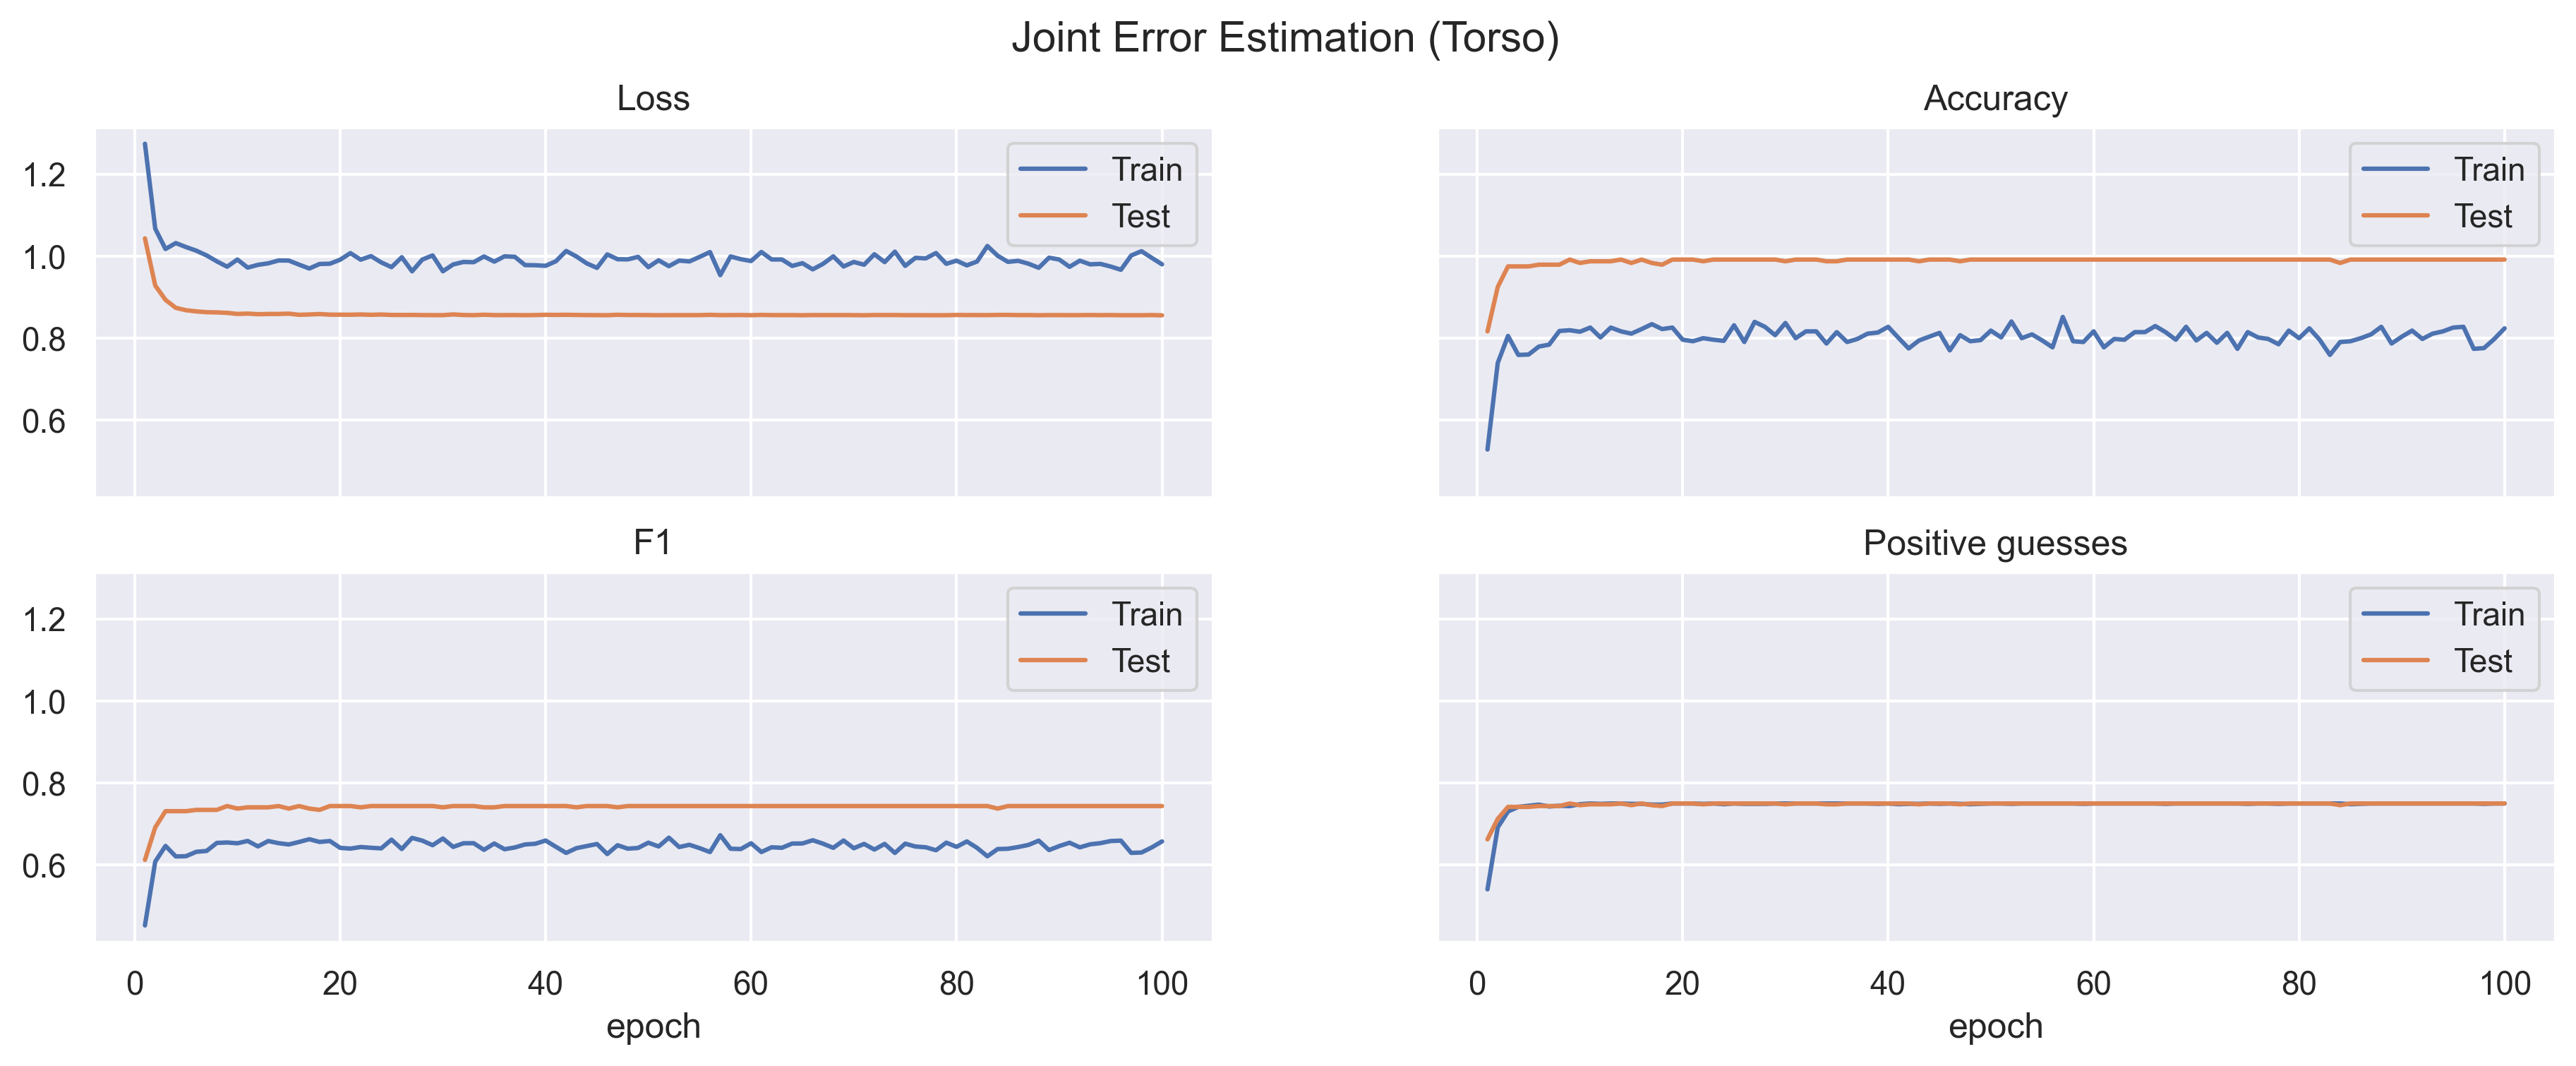 Joint Error Estimation (Torso)
Loss
Accuracy
1.2
1.0
0.8
0.6
Train
Test
Train
Test
F1
Positive guesses
1.2
1.0
0.8
0.6
Train
Test
Train
Test
0 20 40 60 80 100
0 20 40 60 80 100
epoch
epoch